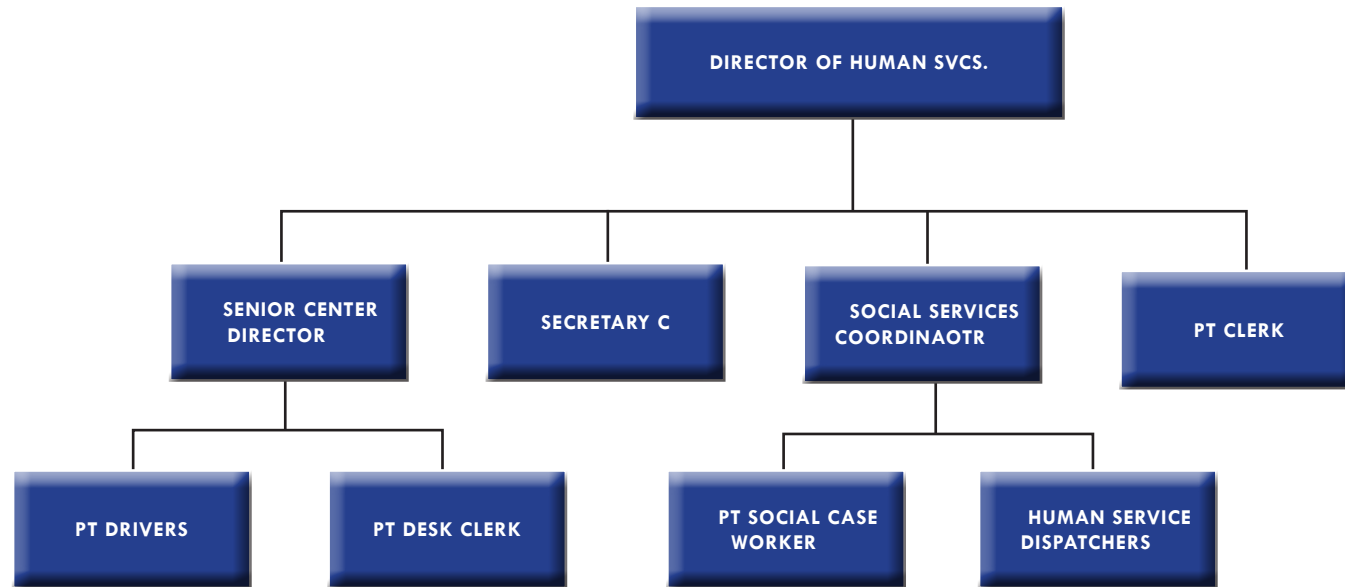 DIRECTOR OF HUMAN SVCS.
SENIOR CENTER
DIRECTOR
SECRETARY C
SOCIAL SERVICES
COORDINAOTR
PT CLERK
PT DRIVERS
PT DESK CLERK
PT SOCIAL CASE
WORKER
HUMAN SERVICE
DISPATCHERS